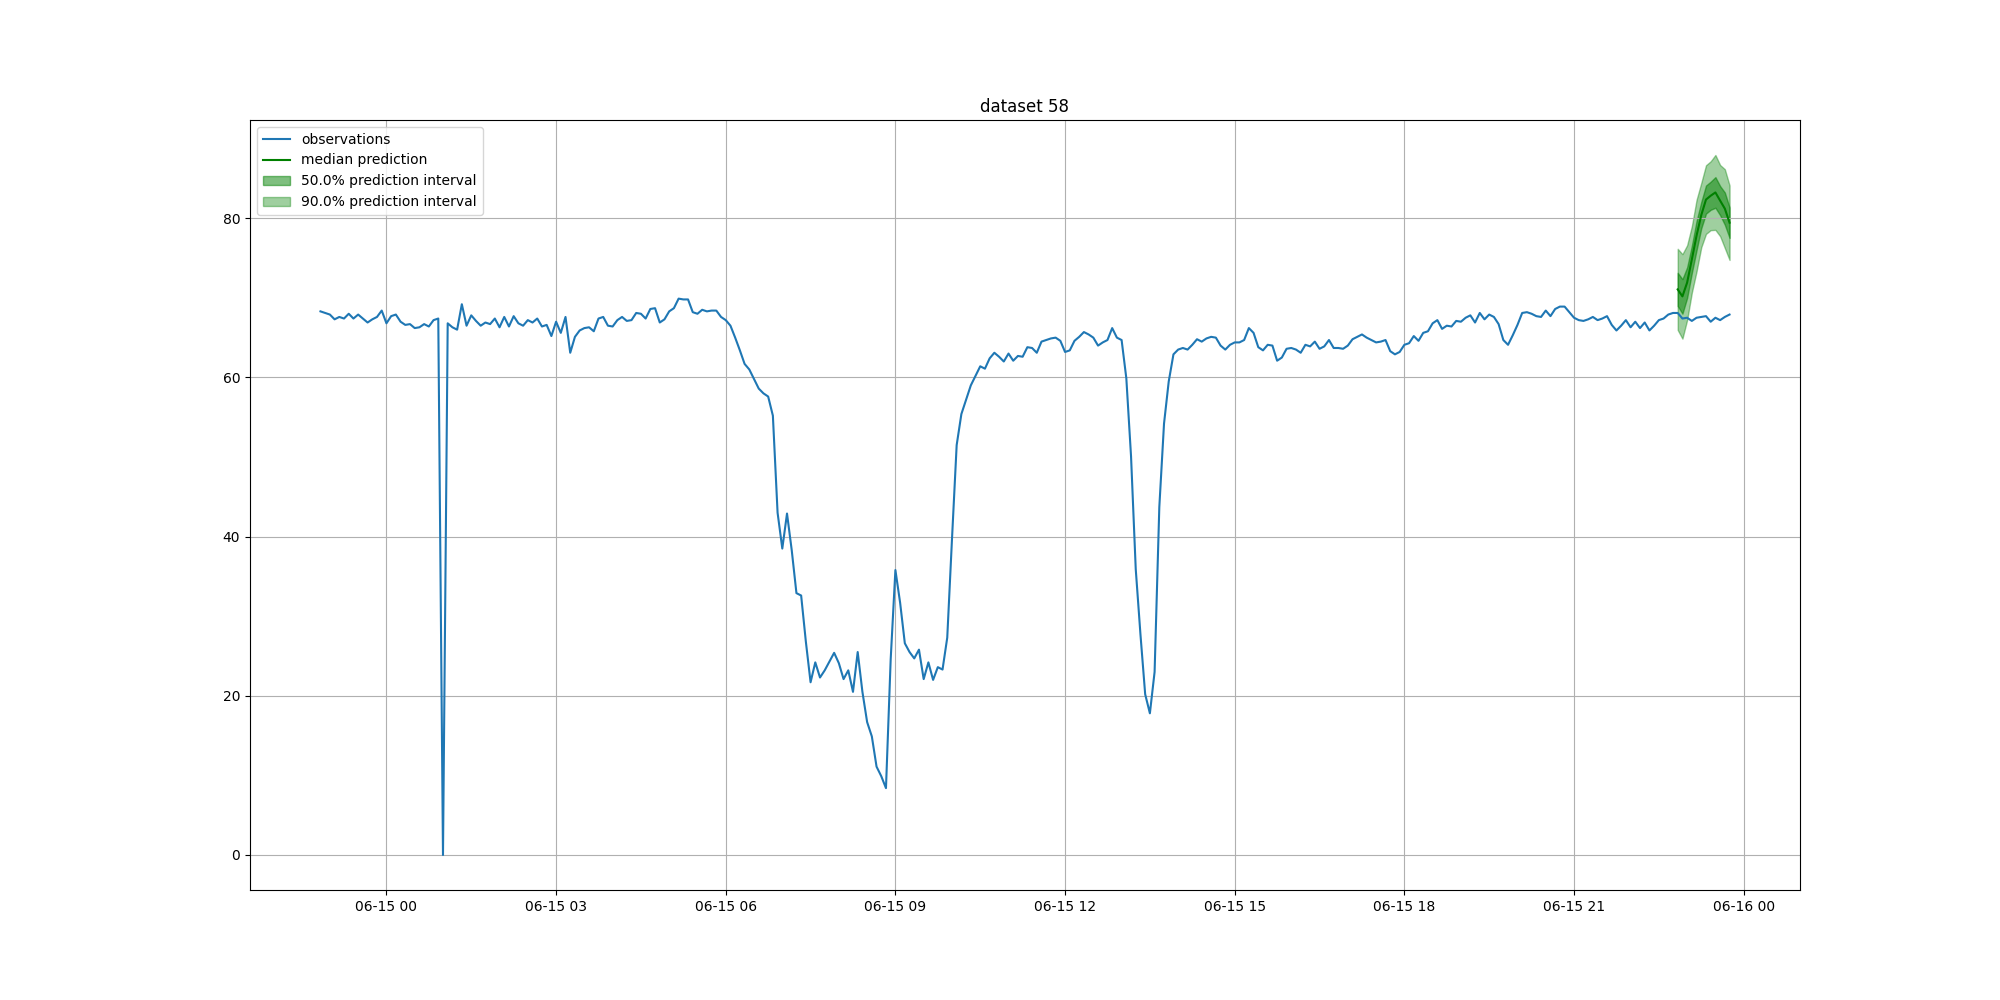 dataset 58
observations
median prediction
50.0% prediction interval
90.0% prediction interval
80
60
40
20
0
06-15 00
06-15 03
06-15 06
06-15 09
06-15 12
06-15 15
06-15 18
06-15 21
06-16 00